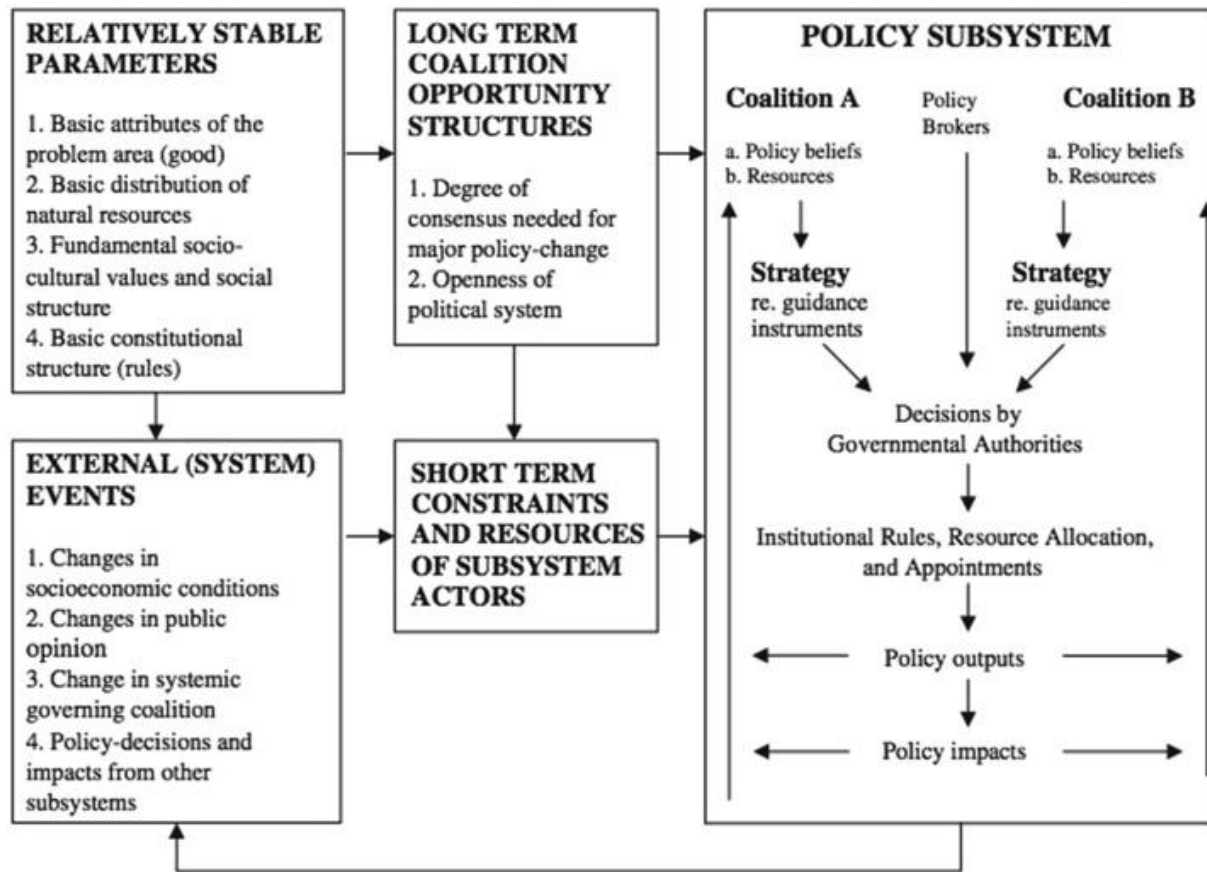 RELATIVELY STABLE
PARAMETERS
1. Basic attributes of the
problem area (good)
2. Basic distribution of
natural resources
3. Fundamental socio-
cultural values and social
structure
4. Basic constitutional
structure (rules)
LONG TERM
COALITION
OPPORTUNITY
STRUCTURES
1. Degree of
consensus needed for
major policy-change
2. Openness of
political system
POLICY SUBSYSTEM
Coalition A
a. Policy beliefs
b. Resources
Strategy
re. guidance
instruments
Policy
Brokers
Coalition B
a. Policy beliefs
b. Resources
Strategy
re. guidance
instruments
Decisions by
Governmental Authorities
Institutional Rules, Resource Allocation,
and Appointments
Policy outputs
Policy impacts
EXTERNAL (SYSTEM)
EVENTS
1. Changes in
socioeconomic conditions
2. Changes in public
opinion
3. Change in systemic
governing coalition
4. Policy-decisions and
impacts from other
subsystems
SHORT TERM
CONSTRAINTS
AND RESOURCES
OF SUBSYSTEM
ACTORS